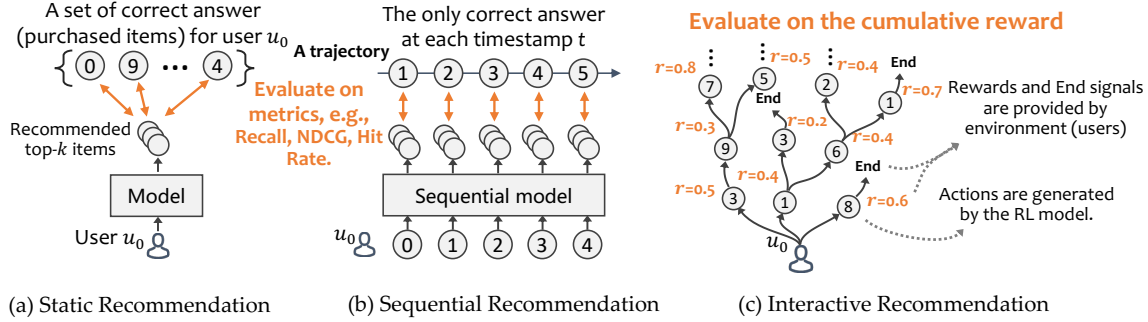 A set of correct answer
(purchased items) for user u₀
{ 0 9 ••• 4 }
Recommended
top-k items
Model
User u₀
(a) Static Recommendation
The only correct answer
at each timestamp t
A trajectory
1 2 3 4 5
Evaluate on
metrics, e.g.,
Recall, NDCG, Hit
Rate.
Sequential model
u₀
0 1 2 3 4
(b) Sequential Recommendation
Evaluate on the cumulative reward
r=0.8
7
r=0.5
5
r=0.4
2
End
1
r=0.7
End
r=0.3
9
3
r=0.2
6
r=0.4
End
r=0.5
3
r=0.4
1
8
r=0.6
u₀
Rewards and End signals
are provided by
environment (users)
Actions are generated
by the RL model.
(c) Interactive Recommendation